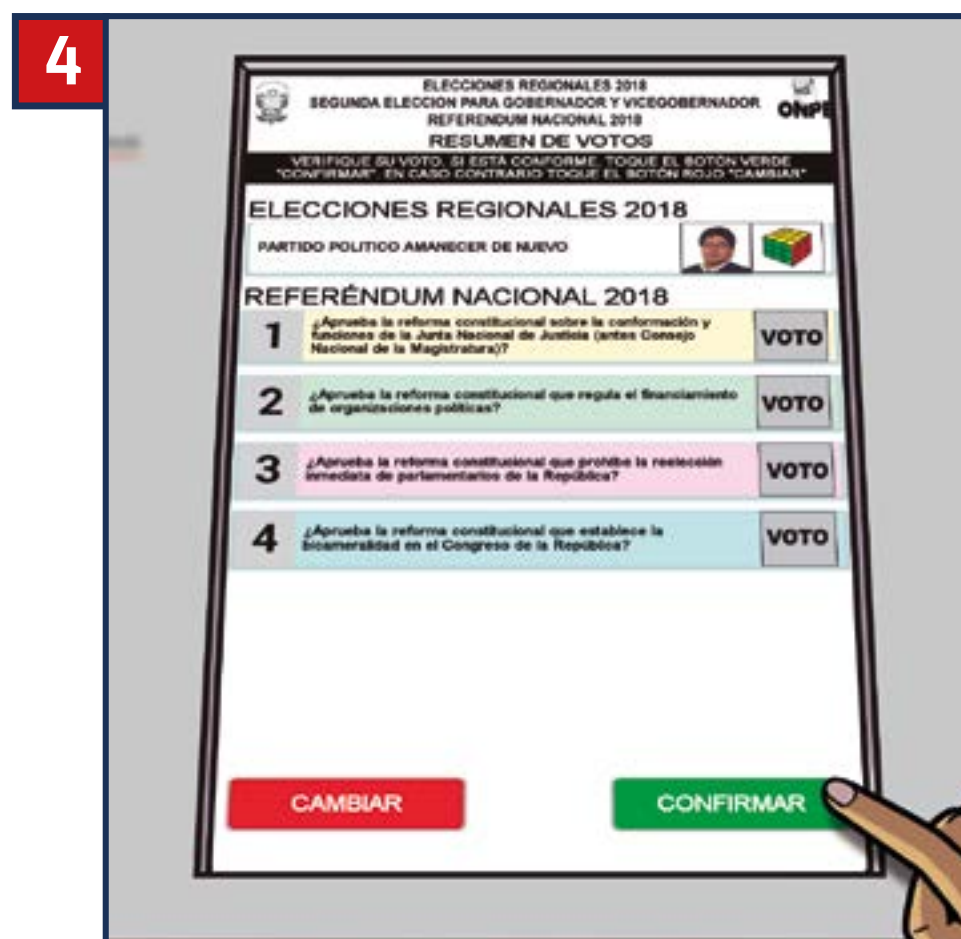 4
ELECCIONES REGIONALES 2018
SEGUNDA ELECCION PARA GOBERNADOR Y VICEGOBERNADOR
REFERENDUM NACIONAL 2018
ONPE
RESUMEN DE VOTOS
VERIFIQUE SU VOTO, SI ESTÁ CONFORME, TOQUE EL BOTÓN VERDE
"CONFIRMAR", EN CASO CONTRARIO TOQUE EL BOTÓN ROJO "CAMBIAR"
ELECCIONES REGIONALES 2018
PARTIDO POLITICO AMANECER DE NUEVO
REFERÉNDUM NACIONAL 2018
1
¿Aprueba la reforma constitucional sobre la conformación y
funciones de la Junta Nacional de Justicia (antes Consejo
Nacional de la Magistratura)?
VOTO
2
¿Aprueba la reforma constitucional que regula el financiamiento
de organizaciones políticas?
VOTO
3
¿Aprueba la reforma constitucional que prohíbe la reelección
inmediata de parlamentarios de la República?
VOTO
4
¿Aprueba la reforma constitucional que establece la
bicameralidad en el Congreso de la República?
VOTO
CAMBIAR
CONFIRMAR